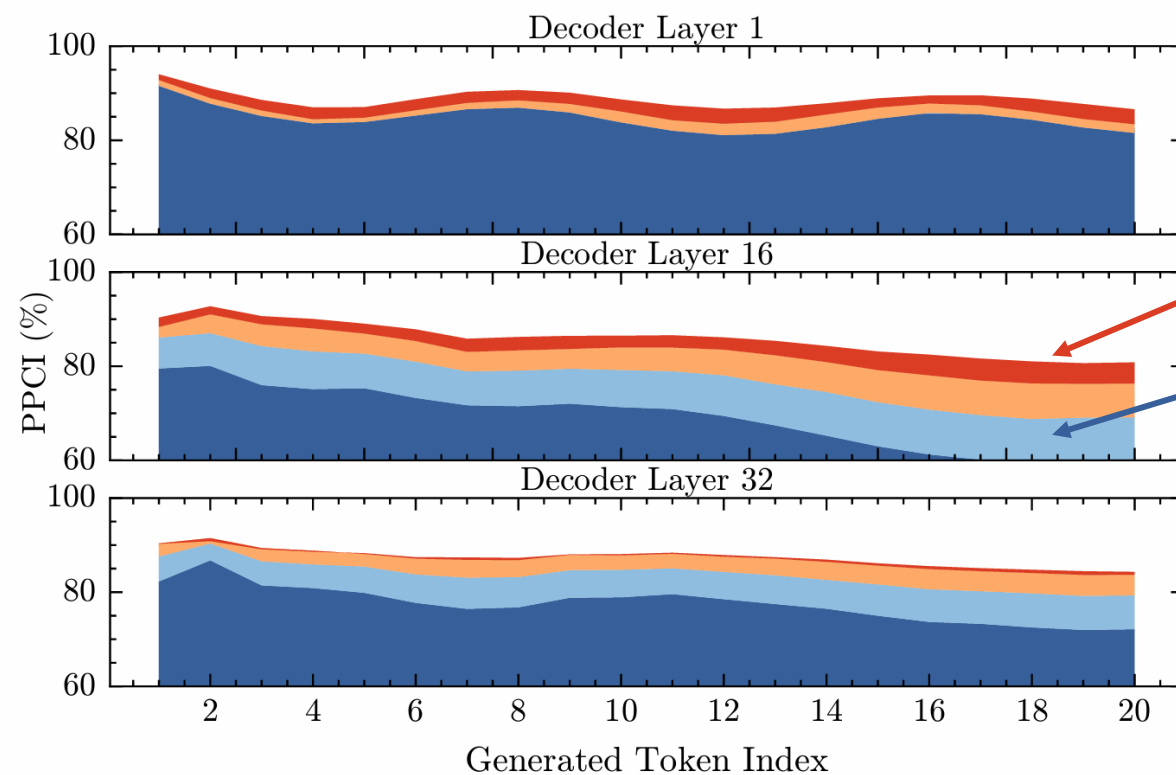 Decoder Layer 1
100
80
60
Decoder Layer 16
100
80
60
PPCI (%)
Decoder Layer 32
100
80
60
2 4 6 8 10 12 14 16 18 20
Generated Token Index